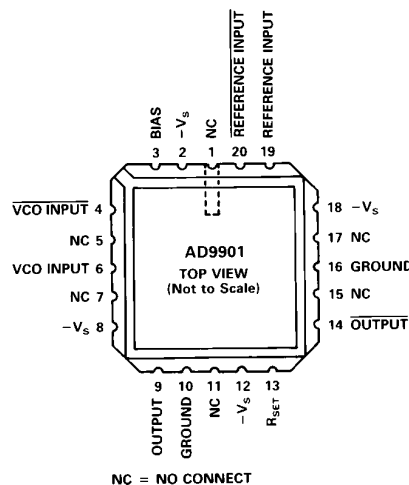 BIAS
-Vs
NC
REFERENCE INPUT
REFERENCE INPUT
3 2 1 20 19
VCO INPUT 4
NC 5
VCO INPUT 6
NC 7
-Vs 8
AD9901
TOP VIEW
(Not to Scale)
18 -Vs
17 NC
16 GROUND
15 NC
14 OUTPUT
9 10 11 12 13
OUTPUT
GROUND
NC
-Vs
RSET
NC = NO CONNECT